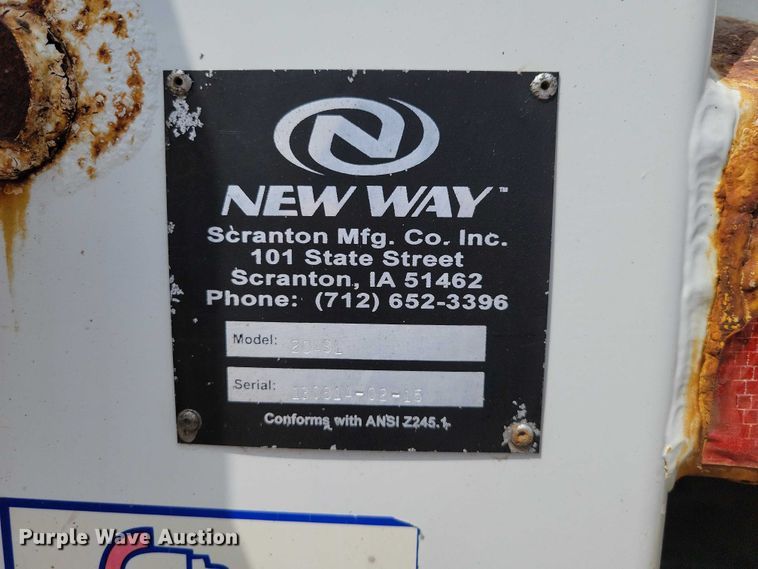 N
NEW WAY™
Scranton Mfg. Co. Inc.
101 State Street
Scranton, IA 51462
Phone: (712) 652-3396
Model:
Serial:
Conforms with ANSI Z245.1
Purple Wave Auction